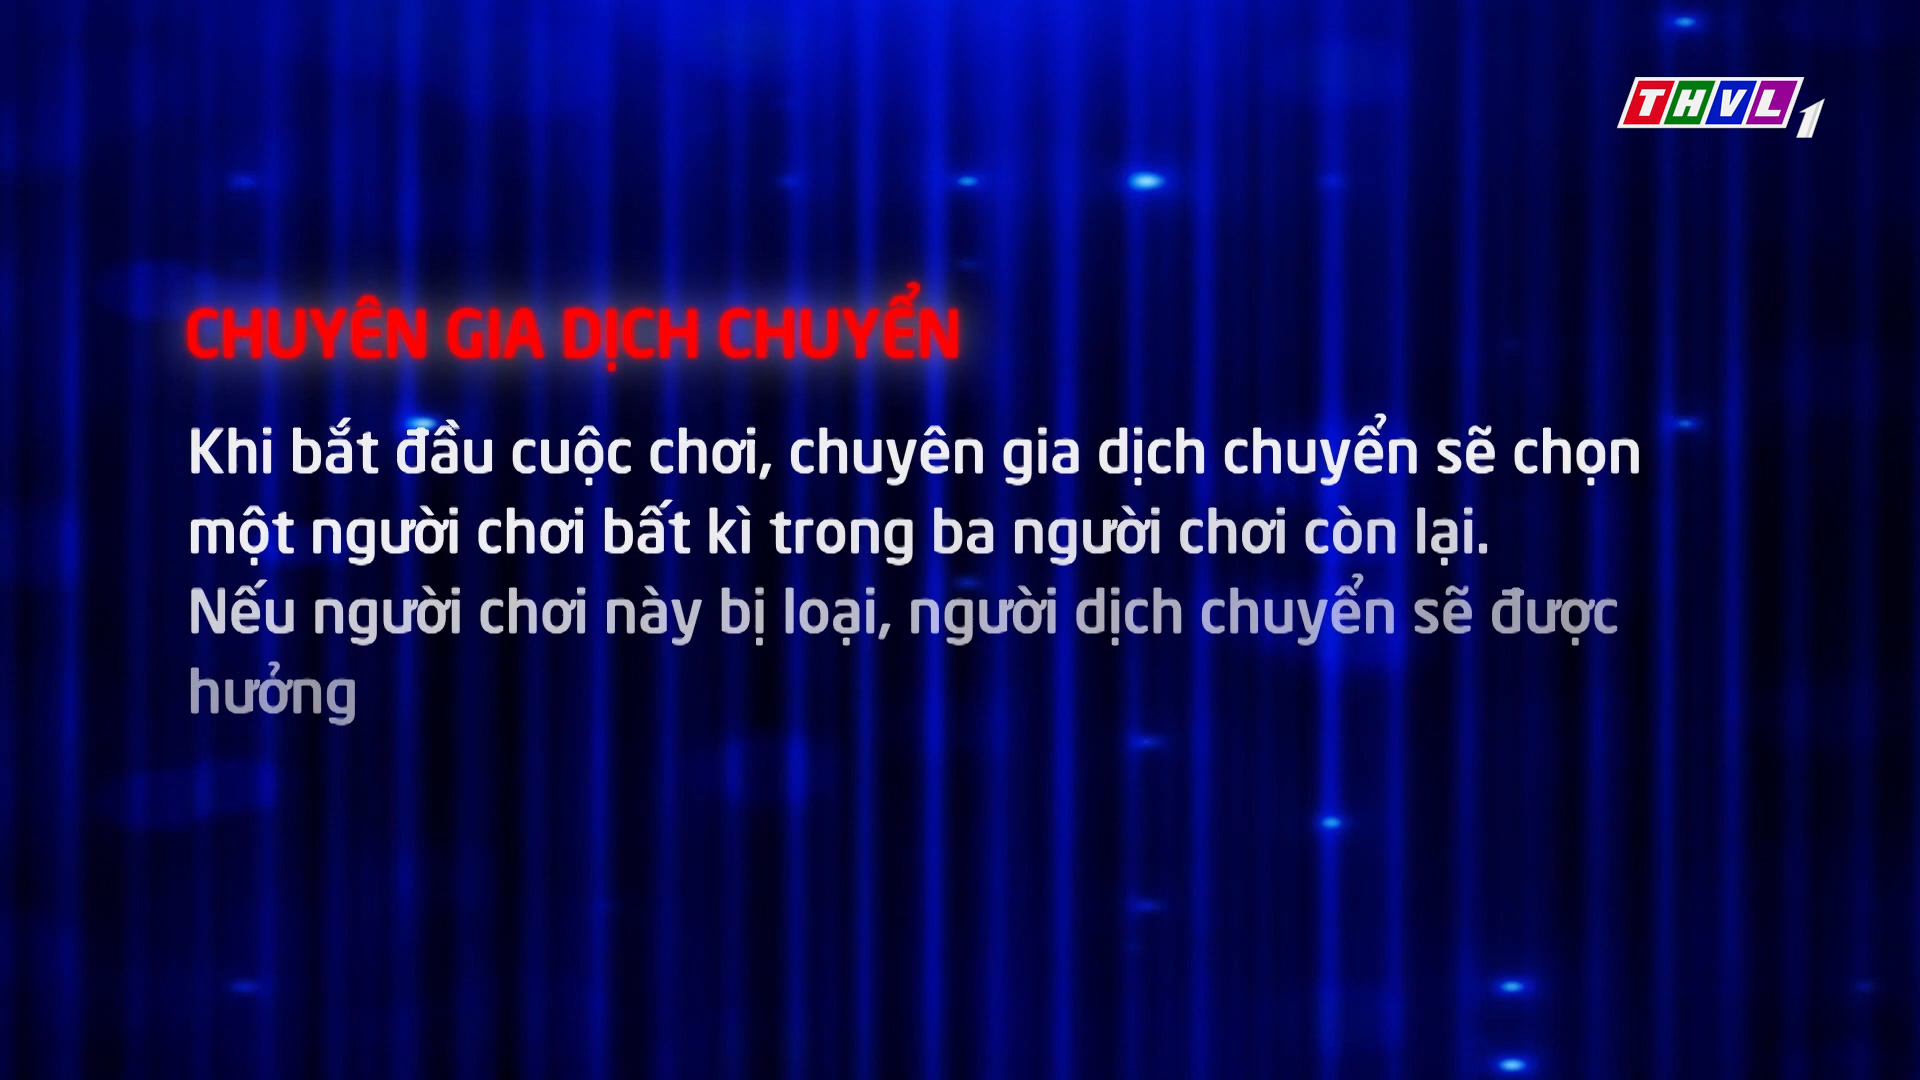 THVL1
CHUYÊN GIA DỊCH CHUYỂN
Khi bắt đầu cuộc chơi, chuyên gia dịch chuyển sẽ chọn
một người chơi bất kì trong ba người chơi còn lại.
Nếu người chơi này bị loại, người dịch chuyển sẽ được
hưởng